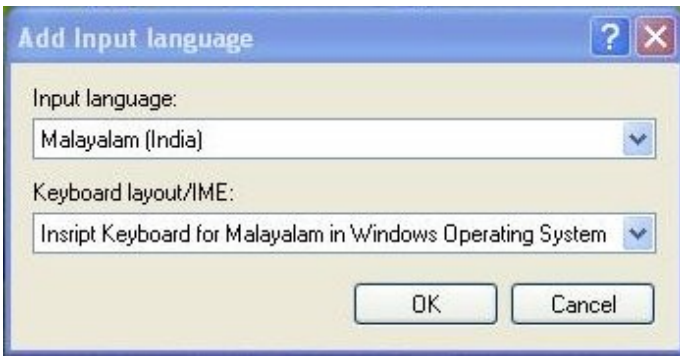 Add Input language
Input language:
Malayalam (India)
Keyboard layout/IME:
Insript Keyboard for Malayalam in Windows Operating System
OK Cancel